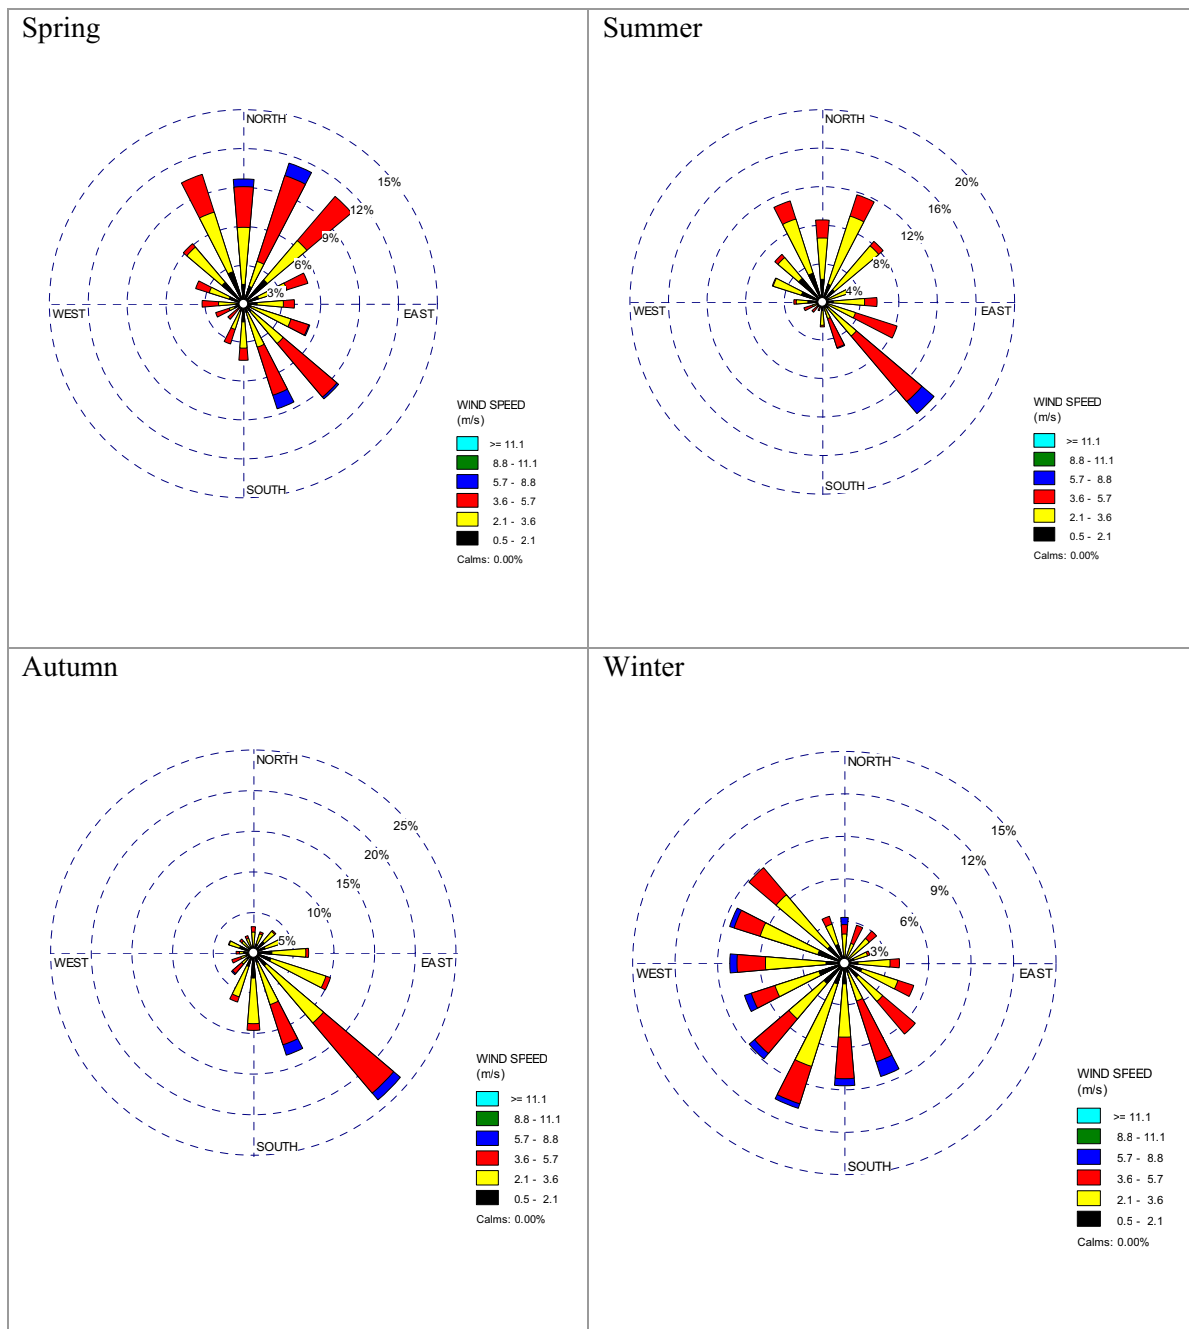 Spring
NORTH
15%
12%
9%
6%
3%
WEST
EAST
SOUTH
WIND SPEED
(m/s)
>= 11.1
8.8 - 11.1
5.7 - 8.8
3.6 - 5.7
2.1 - 3.6
0.5 - 2.1
Calms: 0.00%
Summer
NORTH
20%
16%
12%
8%
4%
WEST
EAST
SOUTH
WIND SPEED
(m/s)
>= 11.1
8.8 - 11.1
5.7 - 8.8
3.6 - 5.7
2.1 - 3.6
0.5 - 2.1
Calms: 0.00%
Autumn
NORTH
25%
20%
15%
10%
5%
WEST
EAST
SOUTH
WIND SPEED
(m/s)
>= 11.1
8.8 - 11.1
5.7 - 8.8
3.6 - 5.7
2.1 - 3.6
0.5 - 2.1
Calms: 0.00%
Winter
NORTH
15%
12%
9%
6%
3%
WEST
EAST
SOUTH
WIND SPEED
(m/s)
>= 11.1
8.8 - 11.1
5.7 - 8.8
3.6 - 5.7
2.1 - 3.6
0.5 - 2.1
Calms: 0.00%